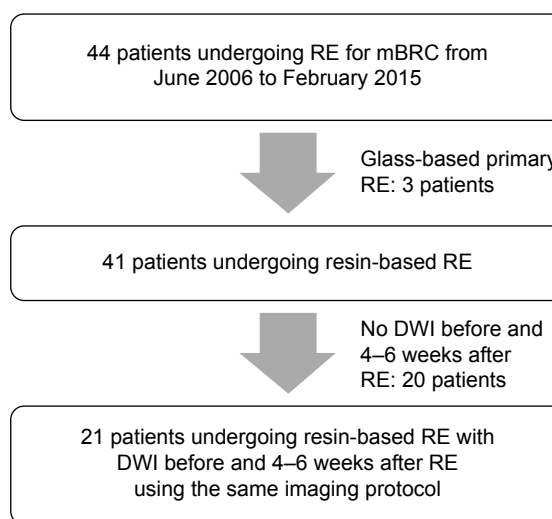 44 patients undergoing RE for mBRC from
June 2006 to February 2015
Glass-based primary
RE: 3 patients
41 patients undergoing resin-based RE
No DWI before and
4–6 weeks after
RE: 20 patients
21 patients undergoing resin-based RE with
DWI before and 4–6 weeks after RE
using the same imaging protocol